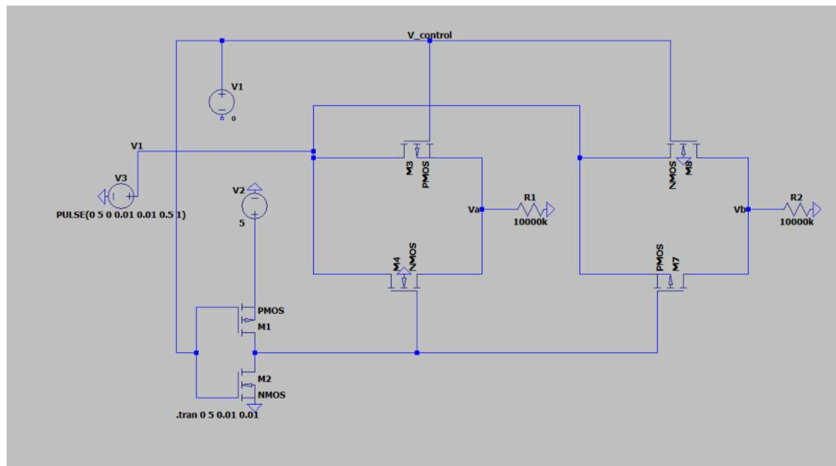 V_control
V1
o
V1
V3
PULSE(0 5 0 0.01 0.01 0.5 1)
V2
5
M3
PMOS
M8
NMOS
Va
R1
10000k
Vb
R2
10000k
M4
NMOS
PMOS
M7
PMOS
M1
M2
NMOS
.tran 0 5 0.01 0.01